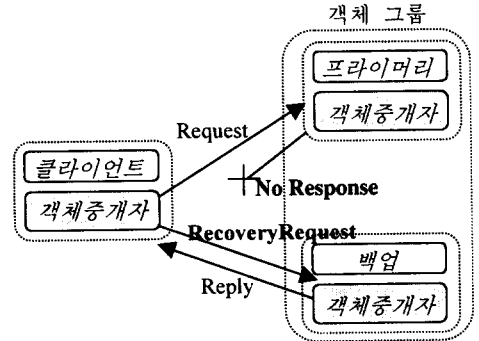 객체 그룹
프라이머리
객체중개자
Request
No Response
클라이언트
객체중개자
RecoveryRequest
Reply
백업
객체중개자